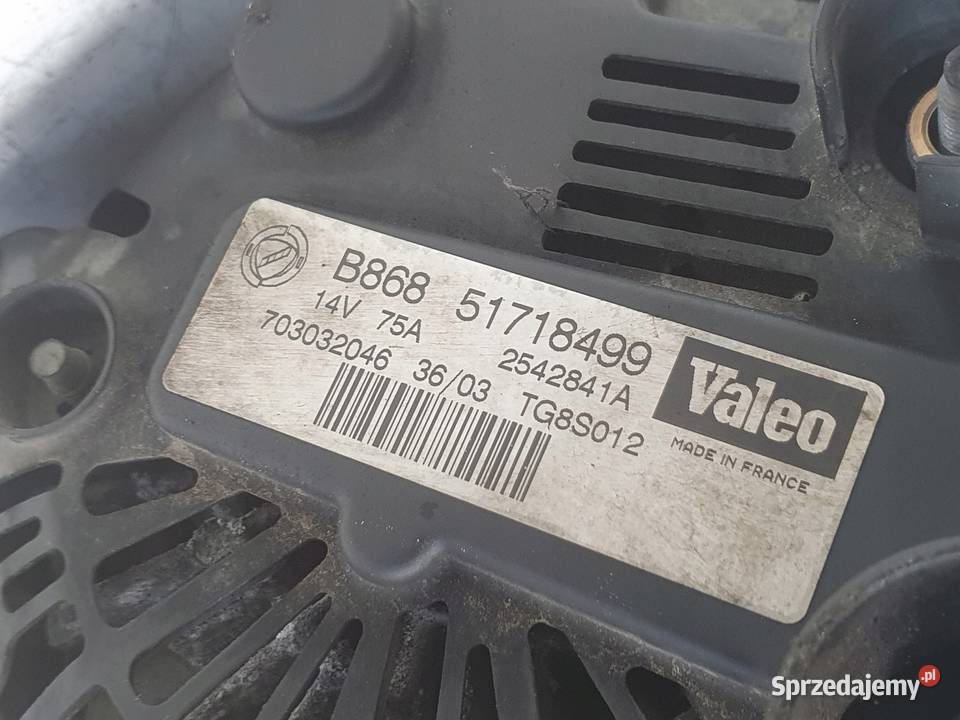 B868 51718499
14V 75A 2542841A
703032046 36/03 TG8S012
Valeo
MADE IN FRANCE
Sprzedajemy.pl